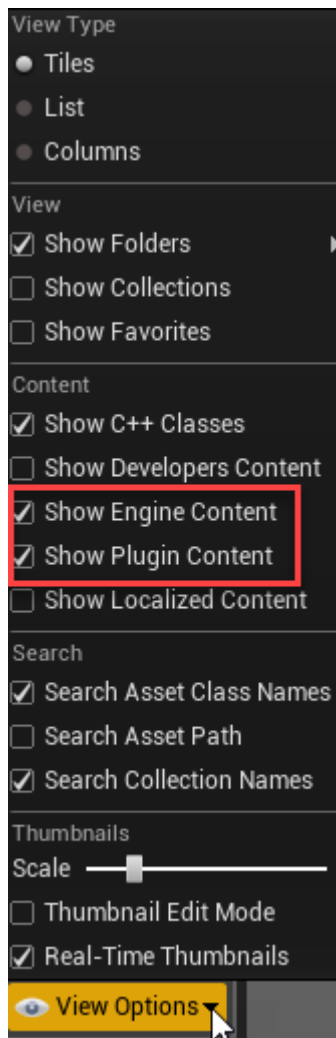 View Type
Tiles
List
Columns
View
Show Folders
Show Collections
Show Favorites
Content
Show C++ Classes
Show Developers Content
Show Engine Content
Show Plugin Content
Show Localized Content
Search
Search Asset Class Names
Search Asset Path
Search Collection Names
Thumbnails
Scale
Thumbnail Edit Mode
Real-Time Thumbnails
View Options